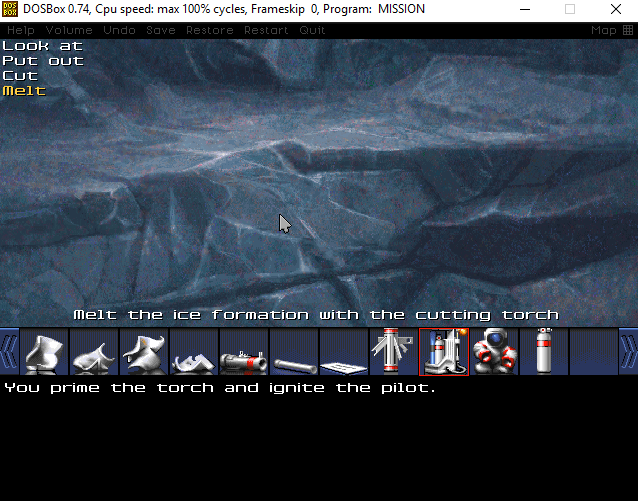 DOS BOX DOSBox 0.74, Cpu speed: max 100% cycles, Frameskip 0, Program: MISSION
Help Volume Undo Save Restore Restart Quit Map
Look at
Put out
Cut
Melt
Melt the ice formation with the cutting torch
You prime the torch and ignite the pilot.